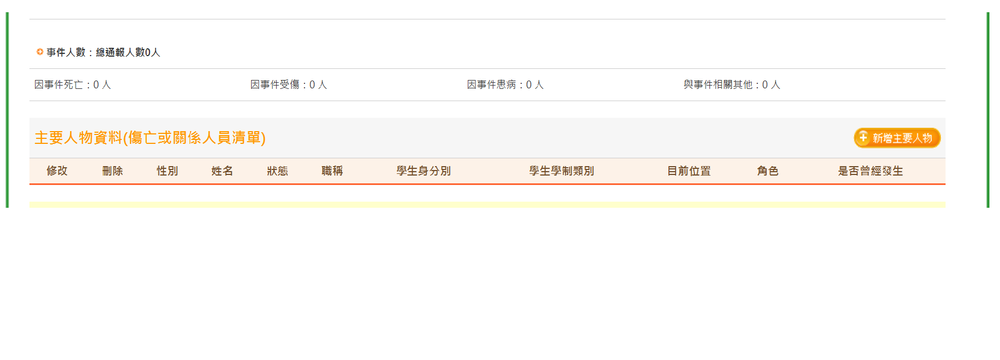 事件人數：總通報人數0人
因事件死亡：0 人 因事件受傷：0 人 因事件患病：0 人 與事件相關其他：0 人
主要人物資料(傷亡或關係人員清單) 新增主要人物
修改 刪除 性別 姓名 狀態 職稱 學生身分別 學生學制類別 目前位置 角色 是否曾經發生